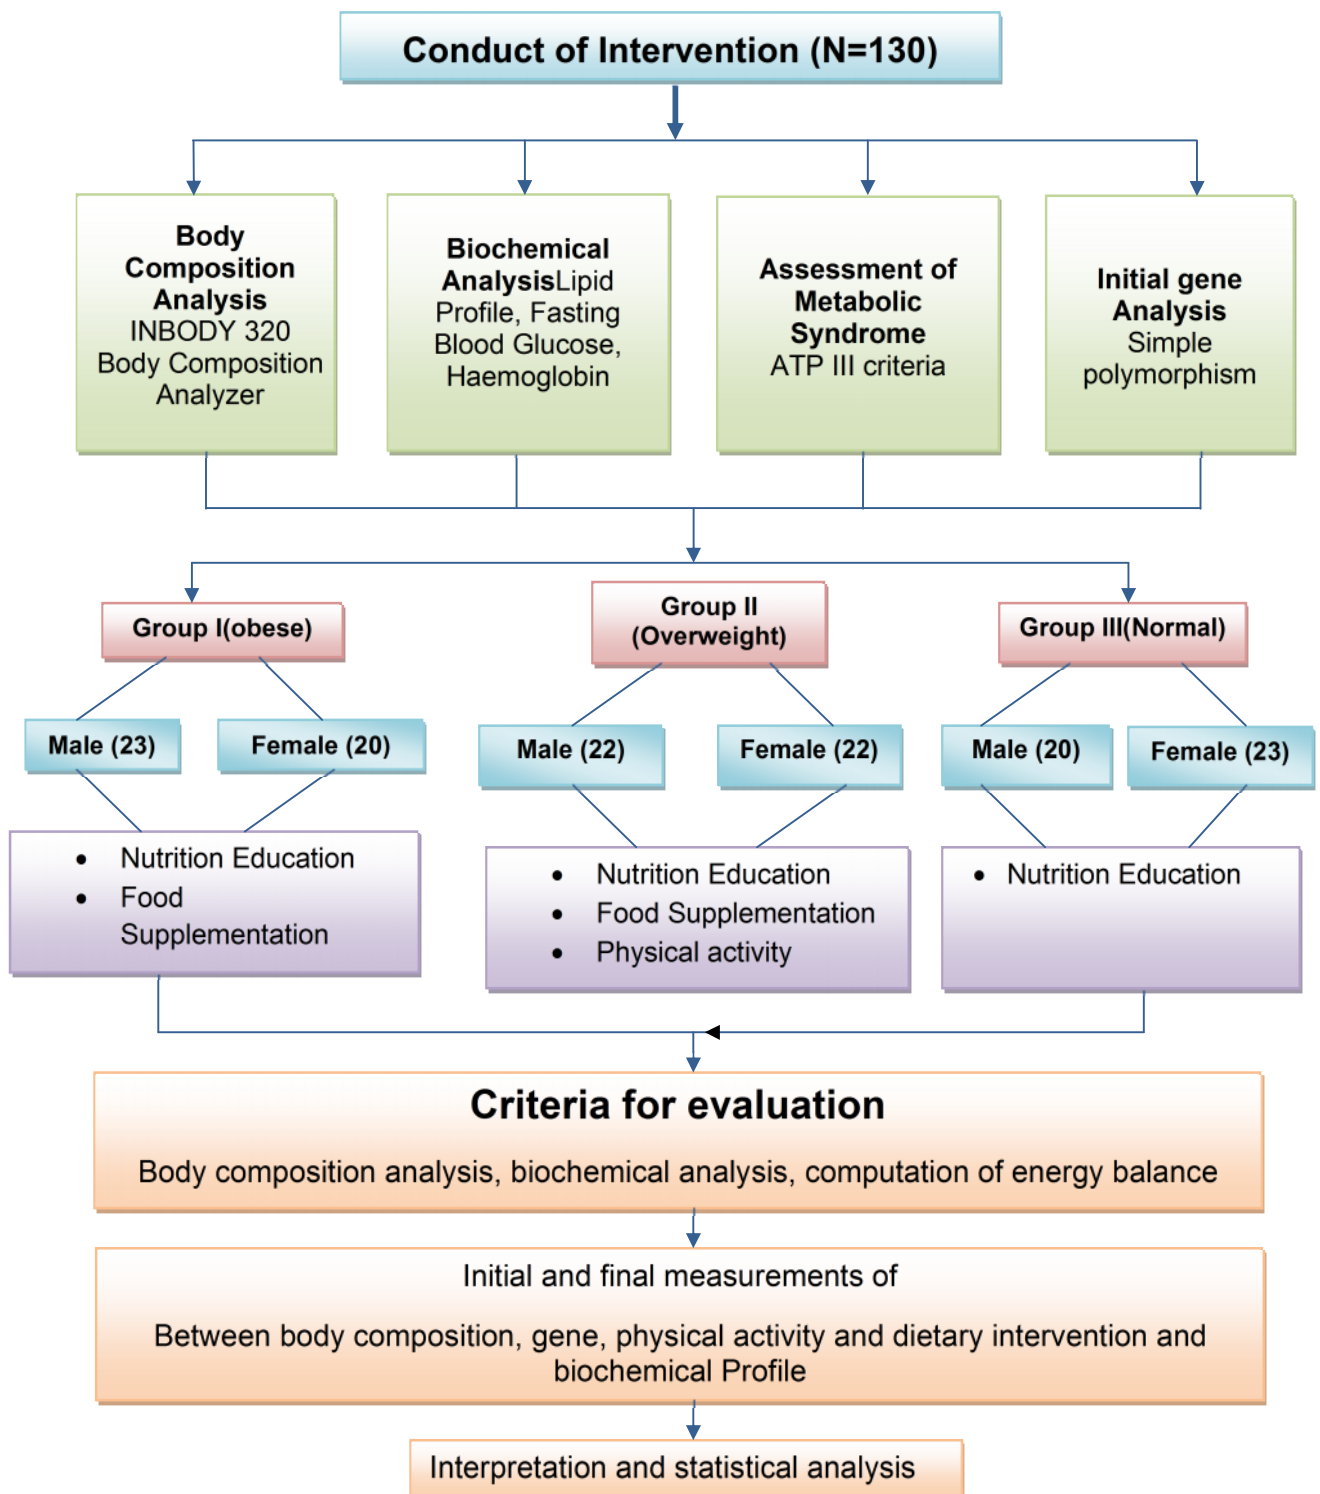 Conduct of Intervention (N=130)
Body
Composition
Analysis
INBODY 320
Body Composition
Analyzer
Biochemical
AnalysisLipid
Profile, Fasting
Blood Glucose,
Haemoglobin
Assessment of
Metabolic
Syndrome
ATP III criteria
Initial gene
Analysis
Simple
polymorphism
Group I(obese)
Group II
(Overweight)
Group III(Normal)
Male (23)
Female (20)
Male (22)
Female (22)
Male (20)
Female (23)
• Nutrition Education
• Food
Supplementation
• Nutrition Education
• Food Supplementation
• Physical activity
• Nutrition Education
Criteria for evaluation
Body composition analysis, biochemical analysis, computation of energy balance
Initial and final measurements of
Between body composition, gene, physical activity and dietary intervention and
biochemical Profile
Interpretation and statistical analysis